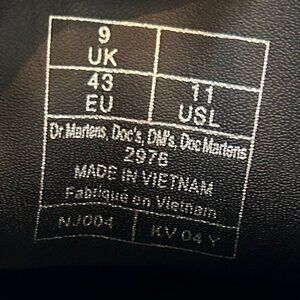 9
UK
43 11
EU USL
Dr.Martens, Doc's, DM's, Doc Martens
2976
MADE IN VIETNAM
Fabriqué en Vietnam
NJ004 KV 04 Y